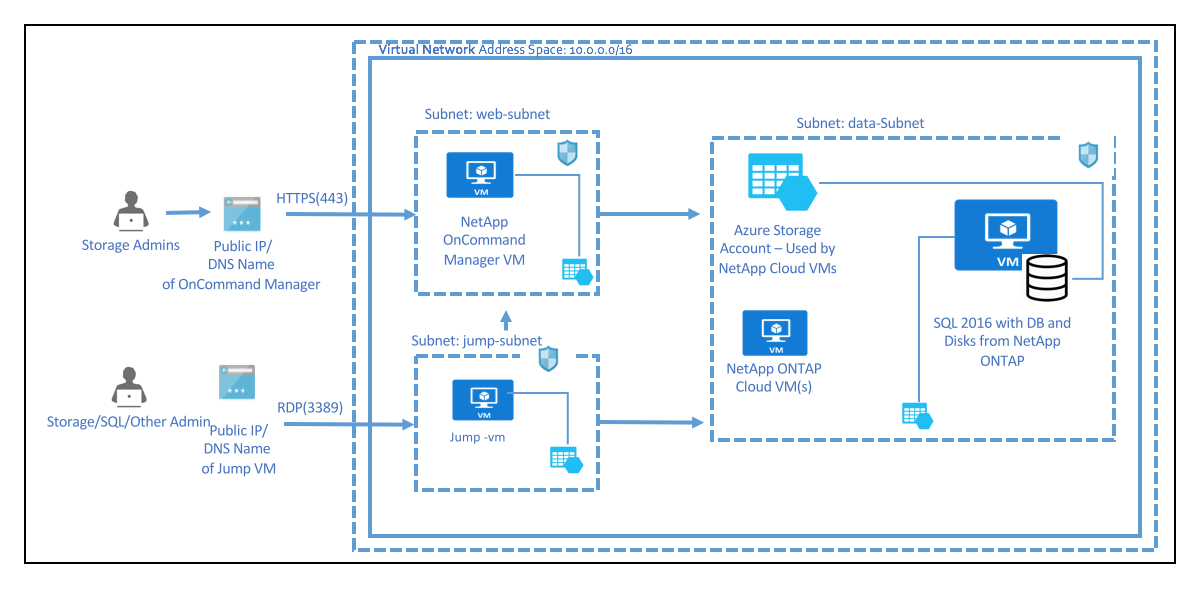 Virtual Network Address Space: 10.0.0.0/16
Subnet: web-subnet
Subnet: data-Subnet
VM
NetApp
OnCommand
Manager VM
HTTPS(443)
Storage Admins
Public IP/
DNS Name
of OnCommand Manager
Azure Storage
Account – Used by
NetApp Cloud VMs
VM
SQL 2016 with DB and
Disks from NetApp
ONTAP
VM
NetApp ONTAP
Cloud VM(s)
Subnet: jump-subnet
VM
Jump -vm
RDP(3389)
Storage/SQL/Other Admin
Public IP/
DNS Name
of Jump VM